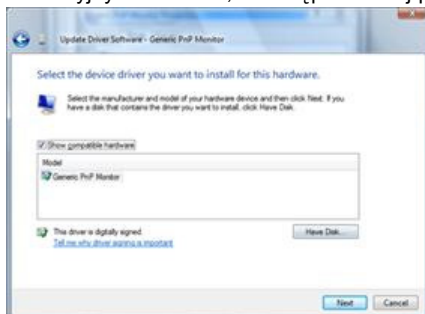 Update Driver Software - Generic PnP Monitor
Select the device driver you want to install for this hardware.
Select the manufacturer and model of your hardware device and then click Next. If you
have a disk that contains the driver you want to install, click Have Disk.
Show compatible hardware
Model
Generic PnP Monitor
This driver is digitally signed.
Have Disk...
Tell me why driver signing is important
Next
Cancel